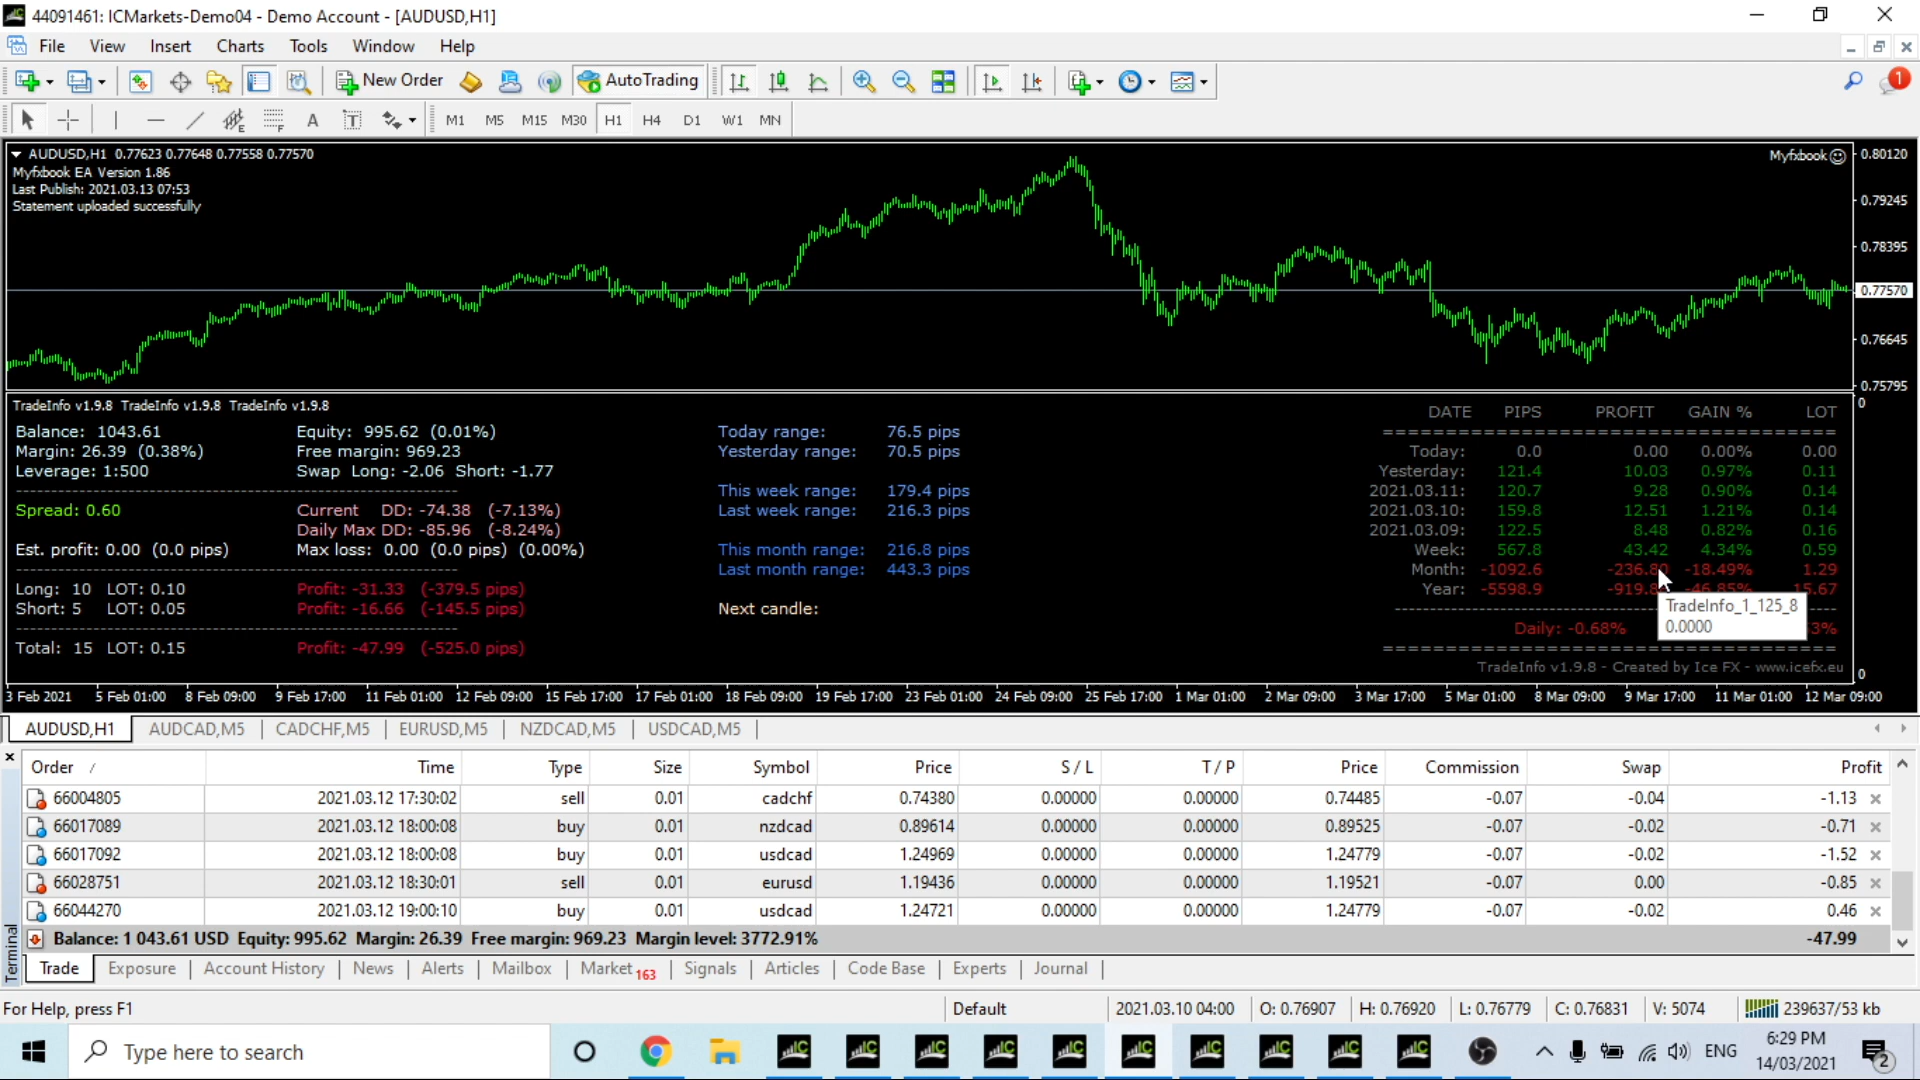 44091461: ICMarkets-Demo04 - Demo Account - [AUDUSD,H1]
File View Insert Charts Tools Window Help
New Order AutoTrading 1
A T M1 M5 M15 M30 H1 H4 D1 W1 MN
AUDUSD,H1 0.77623 0.77648 0.77558 0.77570
Myfxbook EA Version 1.86
Last Publish: 2021.03.13 07:53
Statement uploaded successfully
Myfxbook
0.80120
0.79245
0.78395
0.77570
0.76645
0.75795
TradeInfo v1.9.8 TradeInfo v1.9.8 TradeInfo v1.9.8
0
Balance: 1043.61 Equity: 995.62 (0.01%)
Margin: 26.39 (0.38%) Free margin: 969.23
Leverage: 1:500 Swap Long: -2.06 Short: -1.77
Spread: 0.60 Current DD: -74.38 (-7.13%)
Daily Max DD: -85.96 (-8.24%)
Est. profit: 0.00 (0.0 pips) Max loss: 0.00 (0.0 pips) (0.00%)
Long: 10 LOT: 0.10 Profit: -31.33 (-379.5 pips)
Short: 5 LOT: 0.05 Profit: -16.66 (-145.5 pips)
Total: 15 LOT: 0.15 Profit: -47.99 (-525.0 pips)
Today range: 76.5 pips
Yesterday range: 70.5 pips
This week range: 179.4 pips
Last week range: 216.3 pips
This month range: 216.8 pips
Last month range: 443.3 pips
Next candle:
DATE PIPS PROFIT GAIN % LOT
Today: 0.0 0.00 0.00% 0.00
Yesterday: 121.4 10.03 0.97% 0.11
2021.03.11: 120.7 9.28 0.90% 0.14
2021.03.10: 159.8 12.51 1.21% 0.14
2021.03.09: 122.5 8.48 0.82% 0.16
Week: 567.8 43.42 4.34% 0.59
Month: -1092.6 -236.80 -18.49% 1.29
Year: -5598.9 -919.8 -46.85% 15.67
TradeInfo_1_125_8
0.0000
Daily: -0.68% 3%
TradeInfo v1.9.8 - Created by Ice FX - www.icefx.eu
0
3 Feb 2021 5 Feb 01:00 8 Feb 09:00 9 Feb 17:00 11 Feb 01:00 12 Feb 09:00 15 Feb 17:00 17 Feb 01:00 18 Feb 09:00 19 Feb 17:00 23 Feb 01:00 24 Feb 09:00 25 Feb 17:00 1 Mar 01:00 2 Mar 09:00 3 Mar 17:00 5 Mar 01:00 8 Mar 09:00 9 Mar 17:00 11 Mar 01:00 12 Mar 09:00
AUDUSD,H1 AUDCAD,M5 CADCHF,M5 EURUSD,M5 NZDCAD,M5 USDCAD,M5
Order / Time Type Size Symbol Price S / L T / P Price Commission Swap Profit
66004805 2021.03.12 17:30:02 sell 0.01 cadchf 0.74380 0.00000 0.00000 0.74485 -0.07 -0.04 -1.13
66017089 2021.03.12 18:00:08 buy 0.01 nzdcad 0.89614 0.00000 0.00000 0.89525 -0.07 -0.02 -0.71
66017092 2021.03.12 18:00:08 buy 0.01 usdcad 1.24969 0.00000 0.00000 1.24779 -0.07 -0.02 -1.52
66028751 2021.03.12 18:30:01 sell 0.01 eurusd 1.19436 0.00000 0.00000 1.19521 -0.07 0.00 -0.85
66044270 2021.03.12 19:00:10 buy 0.01 usdcad 1.24721 0.00000 0.00000 1.24779 -0.07 -0.02 0.46
Balance: 1 043.61 USD Equity: 995.62 Margin: 26.39 Free margin: 969.23 Margin level: 3772.91% -47.99
Terminal
Trade Exposure Account History News Alerts Mailbox Market 163 Signals Articles Code Base Experts Journal
For Help, press F1 Default 2021.03.10 04:00 O: 0.76907 H: 0.76920 L: 0.76779 C: 0.76831 V: 5074 239637/53 kb
Type here to search
IC IC IC IC IC IC IC IC IC IC
ENG
6:29 PM
14/03/2021
2